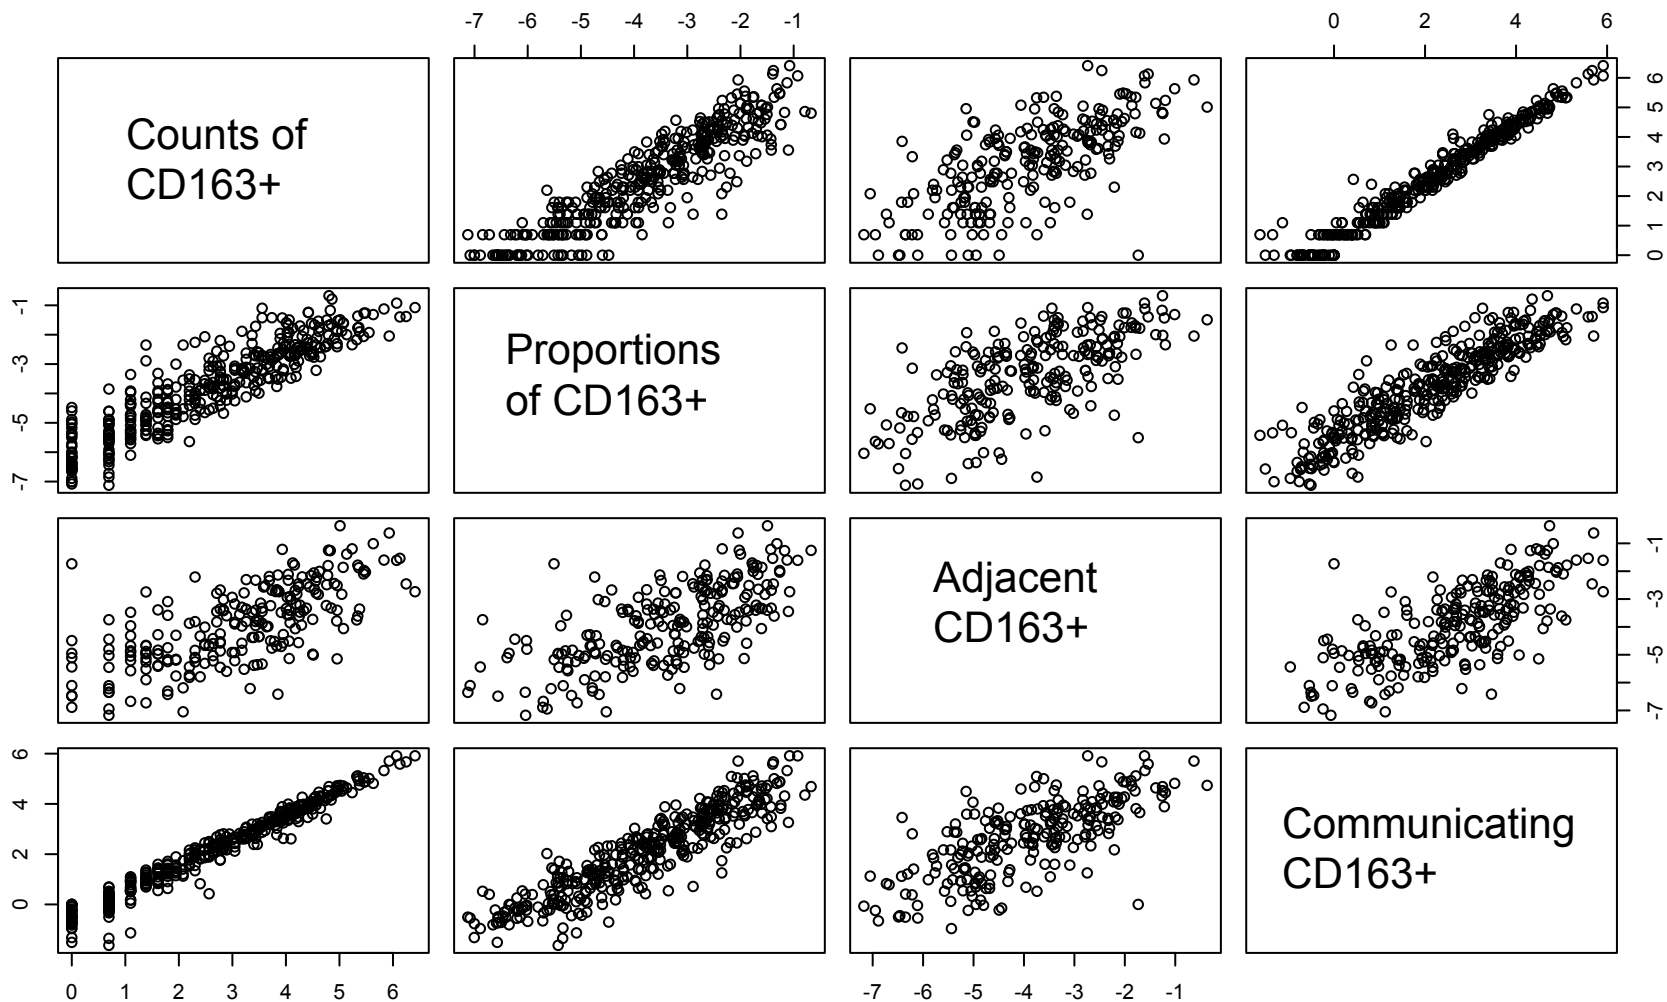 -7 -6 -5 -4 -3 -2 -1
0 2 4 6
Counts of
CD163+
6
5
4
3
2
1
0
-1
-3
-5
-7
Proportions
of CD163+
Adjacent
CD163+
-1
-3
-5
-7
6
4
2
0
Communicating
CD163+
0 1 2 3 4 5 6
-7 -6 -5 -4 -3 -2 -1